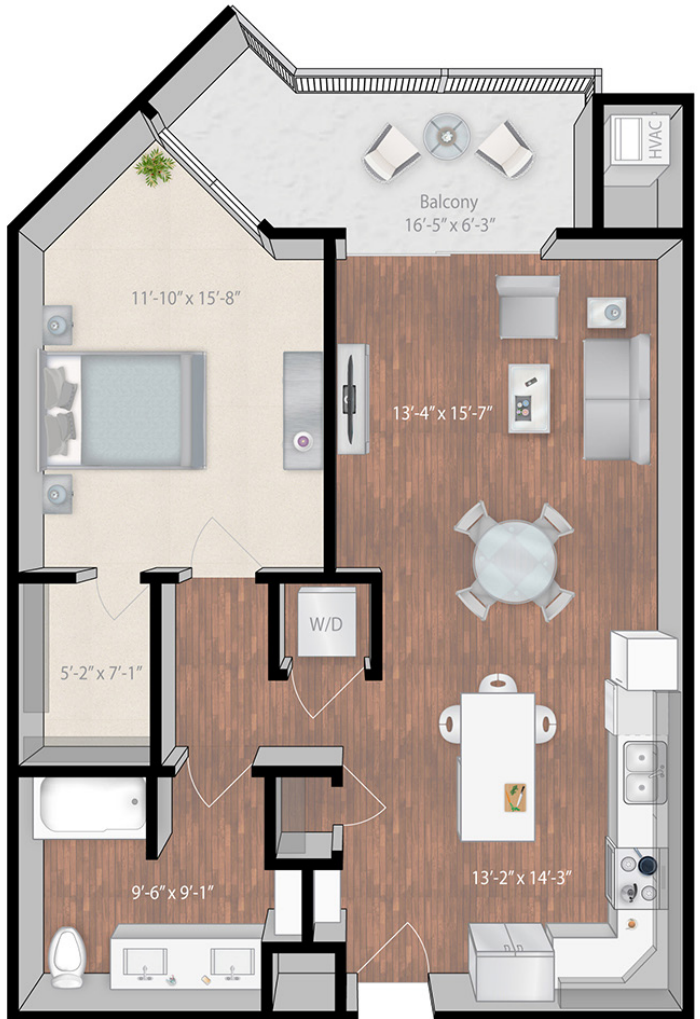 HVAC
Balcony
16’-5” x 6’-3”
11’-10” x 15’-8”
13’-4” x 15’-7”
W/D
5’-2” x 7’-1”
13’-2” x 14’-3”
9’-6” x 9’-1”